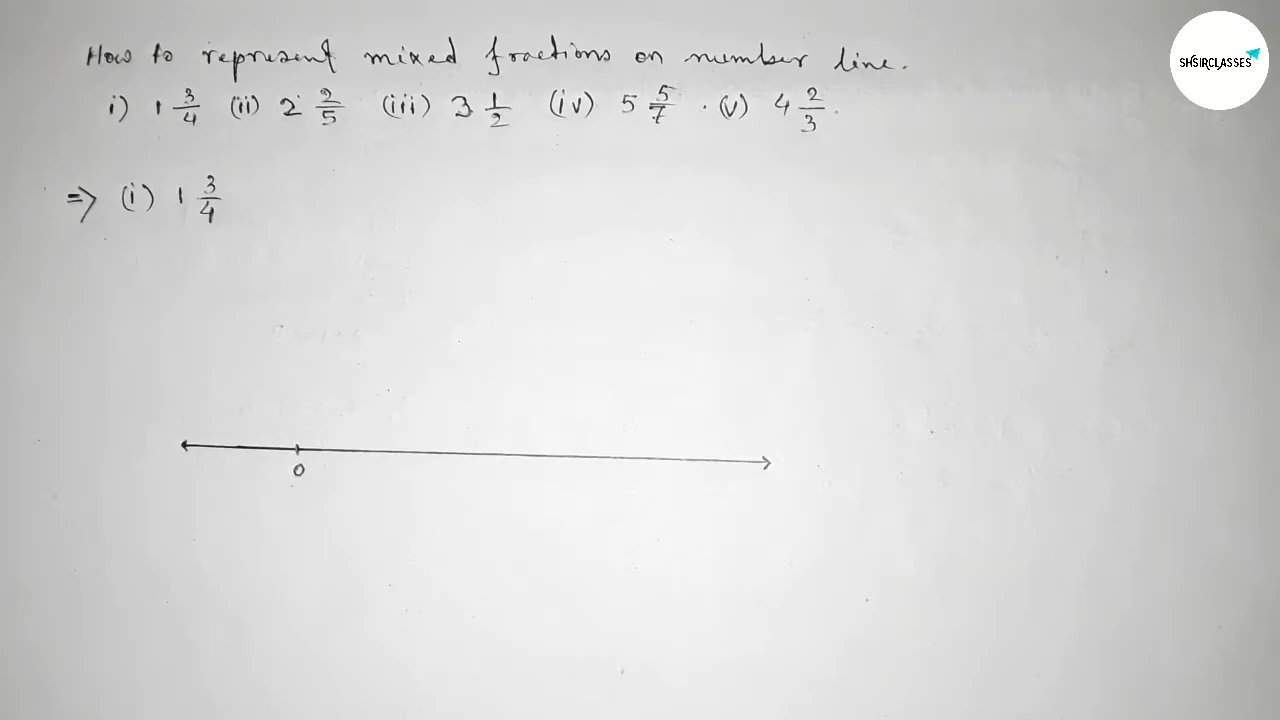 How to represent mixed fractions on number line.
i) 1 3/4 (ii) 2 2/5 (iii) 3 1/2 (iv) 5 5/7 . (v) 4 2/3.
=> (i) 1 3/4
0
SHSIRCLASSES